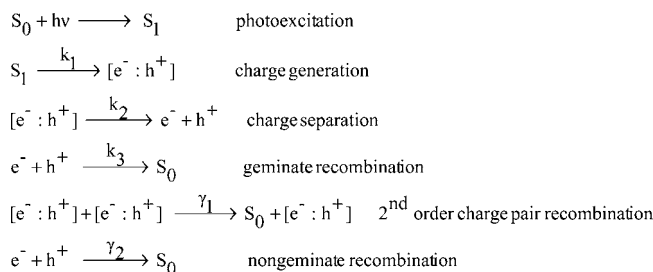 S₀ + hν ⟶ S₁ photoexcitation
S₁ —k₁→ [e⁻ : h⁺] charge generation
[e⁻ : h⁺] —k₂→ e⁻ + h⁺ charge separation
e⁻ + h⁺ —k₃→ S₀ geminate recombination
[e⁻ : h⁺] + [e⁻ : h⁺] —γ₁→ S₀ + [e⁻ : h⁺] 2ⁿᵈ order charge pair recombination
e⁻ + h⁺ —γ₂→ S₀ nongeminate recombination